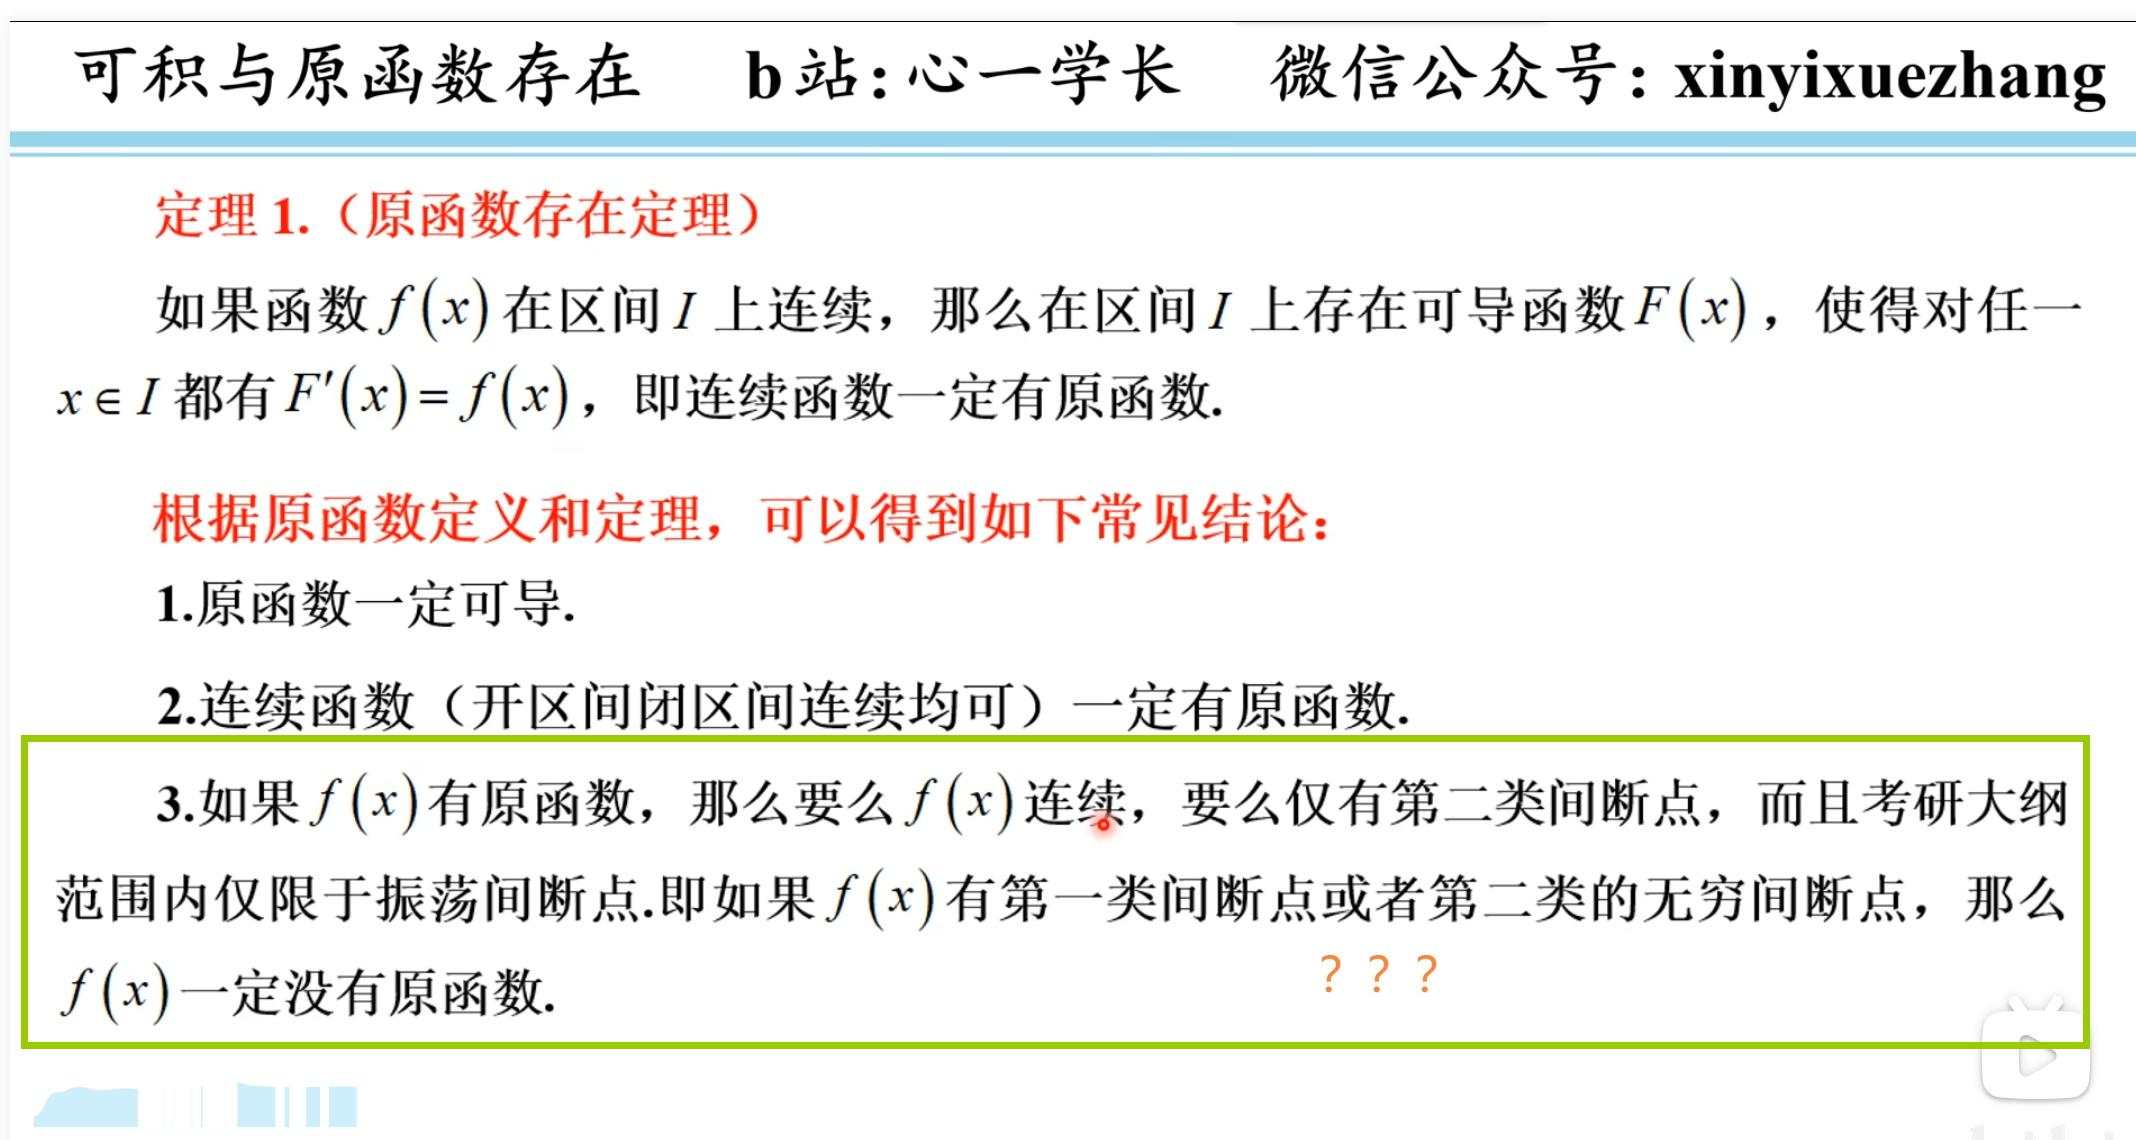 可积与原函数存在 b站：心一学长 微信公众号：xinyixuezhang
定理 1.（原函数存在定理）
如果函数 f(x) 在区间 I 上连续，那么在区间 I 上存在可导函数 F(x)，使得对任一
x∈I 都有 F′(x)=f(x)，即连续函数一定有原函数.
根据原函数定义和定理，可以得到如下常见结论：
1.原函数一定可导.
2.连续函数（开区间闭区间连续均可）一定有原函数.
3.如果 f(x) 有原函数，那么要么 f(x) 连续，要么仅有第二类间断点，而且考研大纲
范围内仅限于振荡间断点.即如果 f(x) 有第一类间断点或者第二类的无穷间断点，那么
？？？
f(x) 一定没有原函数.